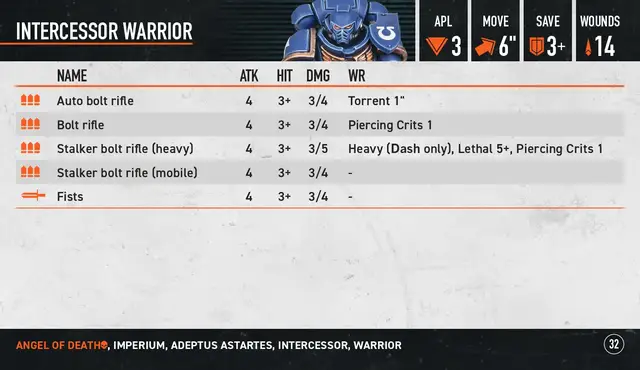 INTERCESSOR WARRIOR
APL MOVE SAVE WOUNDS
3 6" 3+ 14
NAME ATK HIT DMG WR
Auto bolt rifle 4 3+ 3/4 Torrent 1"
Bolt rifle 4 3+ 3/4 Piercing Crits 1
Stalker bolt rifle (heavy) 4 3+ 3/5 Heavy (Dash only), Lethal 5+, Piercing Crits 1
Stalker bolt rifle (mobile) 4 3+ 3/4 -
Fists 4 3+ 3/4 -
ANGEL OF DEATH, IMPERIUM, ADEPTUS ASTARTES, INTERCESSOR, WARRIOR
32